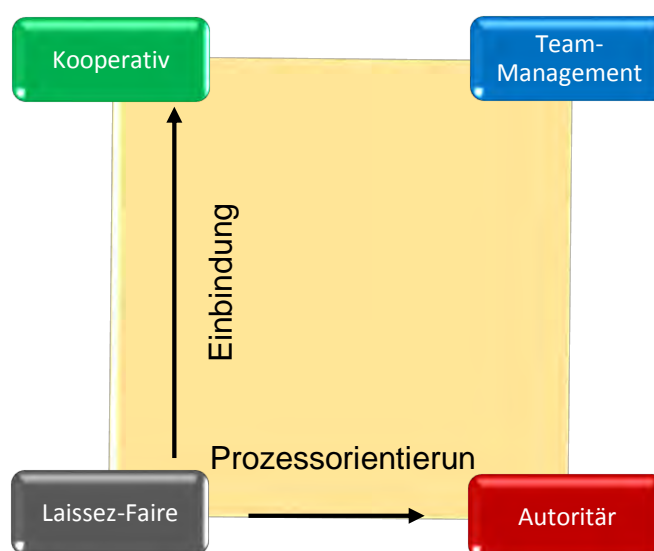 Kooperativ
Team-
Management
Einbindung
Prozessorientierun
Laissez-Faire
Autoritär